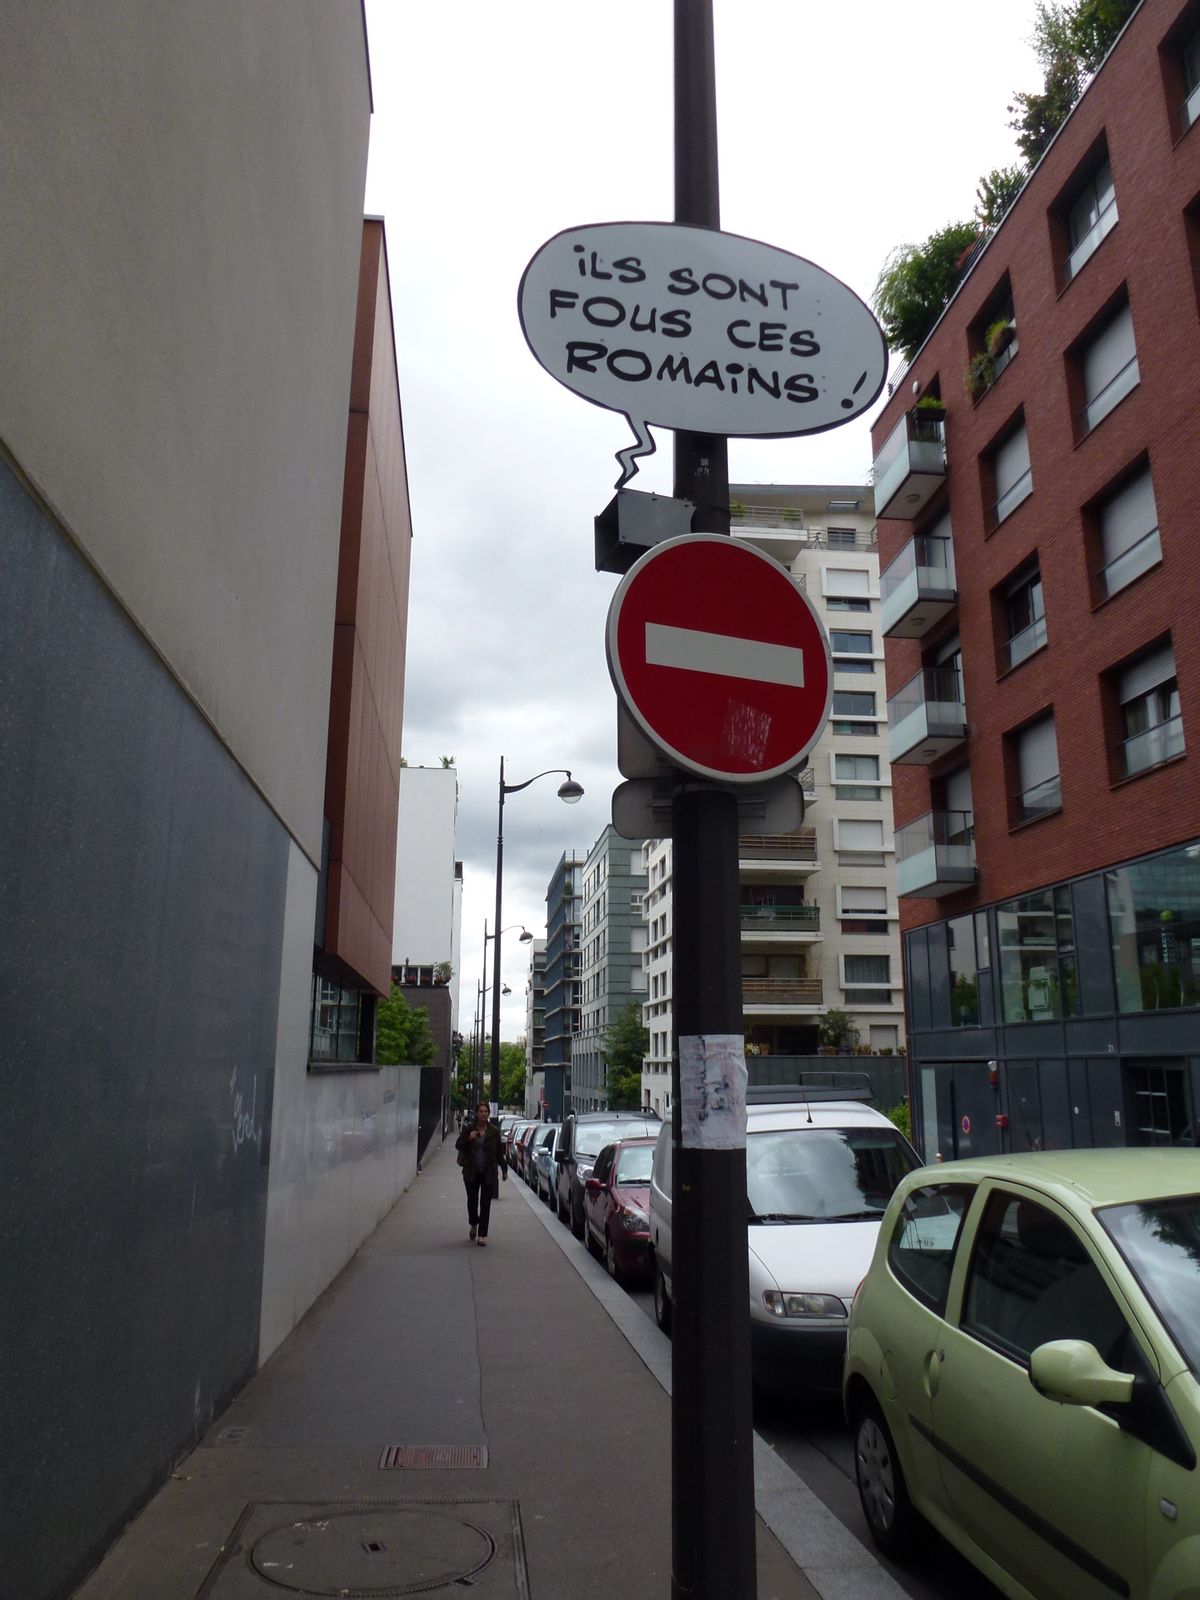 iLS SONT
FOUS CES
ROMAiNS !